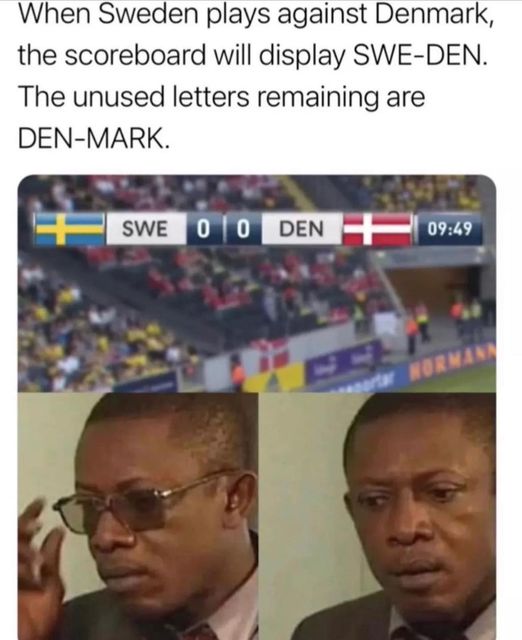 When Sweden plays against Denmark,
the scoreboard will display SWE-DEN.
The unused letters remaining are
DEN-MARK.
SWE 0 0 DEN 09:49
HORMANN